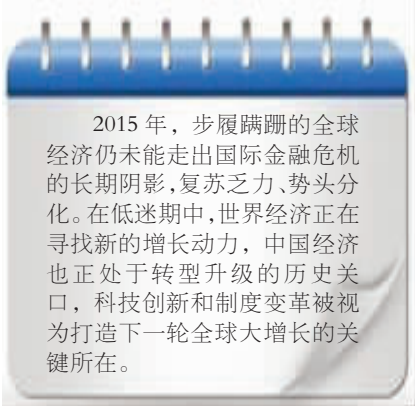 2015 年，步履蹒跚的全球
经济仍未能走出国际金融危机
的长期阴影，复苏乏力、势头分
化。在低迷期中，世界经济正在
寻找新的增长动力，中国经济
也正处于转型升级的历史关
口，科技创新和制度变革被视
为打造下一轮全球大增长的关
键所在。